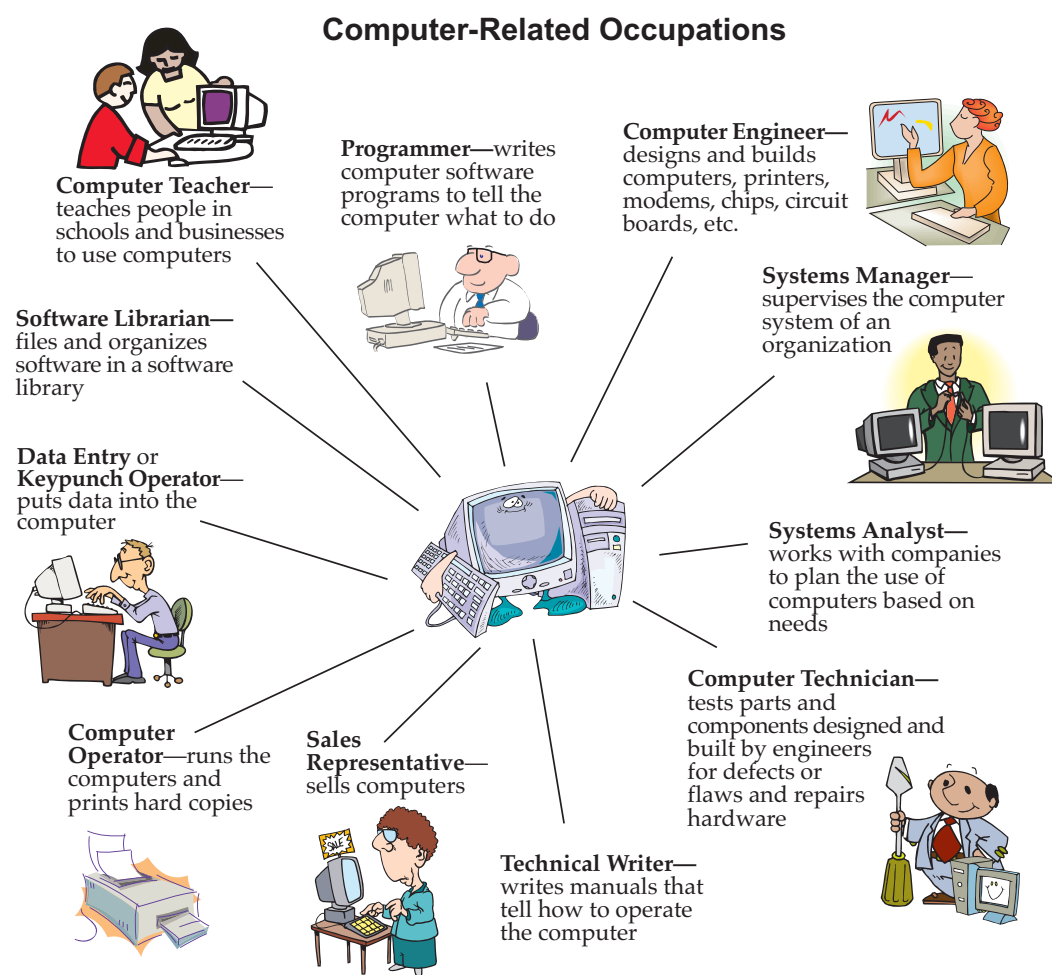 Computer-Related Occupations
Computer Teacher—
teaches people in
schools and businesses
to use computers
Programmer—writes
computer software
programs to tell the
computer what to do
Computer Engineer—
designs and builds
computers, printers,
modems, chips, circuit
boards, etc.
Systems Manager—
supervises the computer
system of an
organization
Software Librarian—
files and organizes
software in a software
library
Data Entry or
Keypunch Operator—
puts data into the
computer
Systems Analyst—
works with companies
to plan the use of
computers based on
needs
Computer Technician—
tests parts and
components designed and
built by engineers
for defects or
flaws and repairs
hardware
Computer
Operator—runs the
computers and
prints hard copies
Sales
Representative—
sells computers
SALE
Technical Writer—
writes manuals that
tell how to operate
the computer